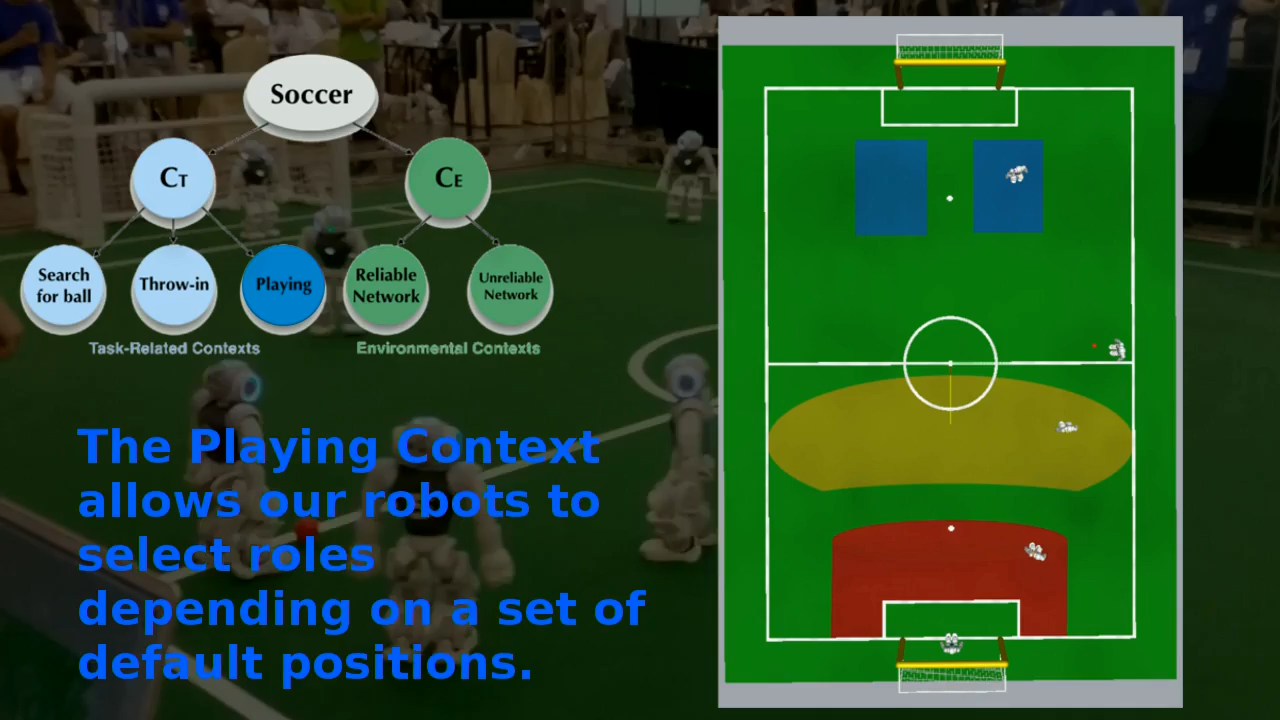 Soccer
CT
CE
Search
for ball
Throw-in
Playing
Reliable
Network
Unreliable
Network
Task-Related Contexts
Environmental Contexts
The Playing Context
allows our robots to
select roles
depending on a set of
default positions.